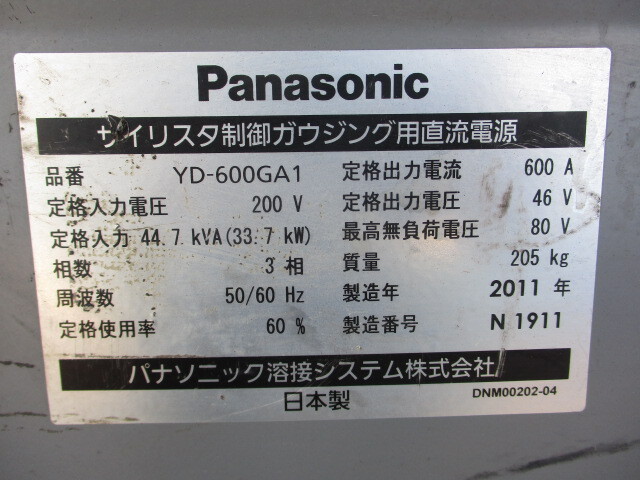 Panasonic
サイリスタ制御ガウジング用直流電源
品番 YD-600GA1
定格入力電圧 200 V
定格入力 44.7 kVA(33.7 kW)
相数 3 相
周波数 50/60 Hz
定格使用率 60 %
定格出力電流 600 A
定格出力電圧 46 V
最高無負荷電圧 80 V
質量 205 kg
製造年 2011 年
製造番号 N 1911
パナソニック溶接システム株式会社
日本製
DNM00202-04